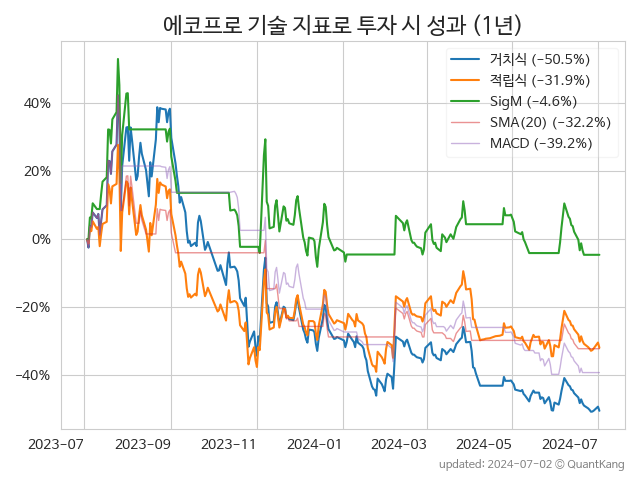 에코프로 기술 지표로 투자 시 성과 (1년)
거치식 (−50.5%)
적립식 (−31.9%)
SigM (−4.6%)
SMA(20) (−32.2%)
MACD (−39.2%)
40%
20%
0%
−20%
−40%
2023-07
2023-09
2023-11
2024-01
2024-03
2024-05
2024-07
updated: 2024-07-02 © QuantKang